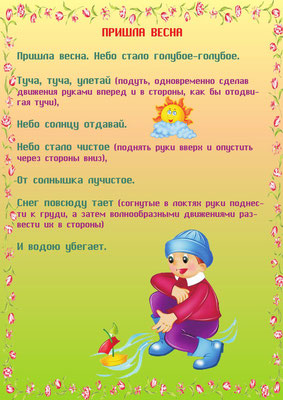 ПРИШЛА ВЕСНА
Пришла весна. Небо стало голубое-голубое.
Туча, туча, улетай (подуть, одновременно сделав
движения руками вперед и в стороны, как бы отодви-
гая тучи),
Небо солнцу отдавай.
Небо стало чистое (поднять руки вверх и опустить
через стороны вниз),
От солнышка лучистое.
Снег повсюду тает (согнутые в локтях руки поднес-
ти к груди, а затем волнообразными движениями раз-
вести их в стороны)
И водою убегает.